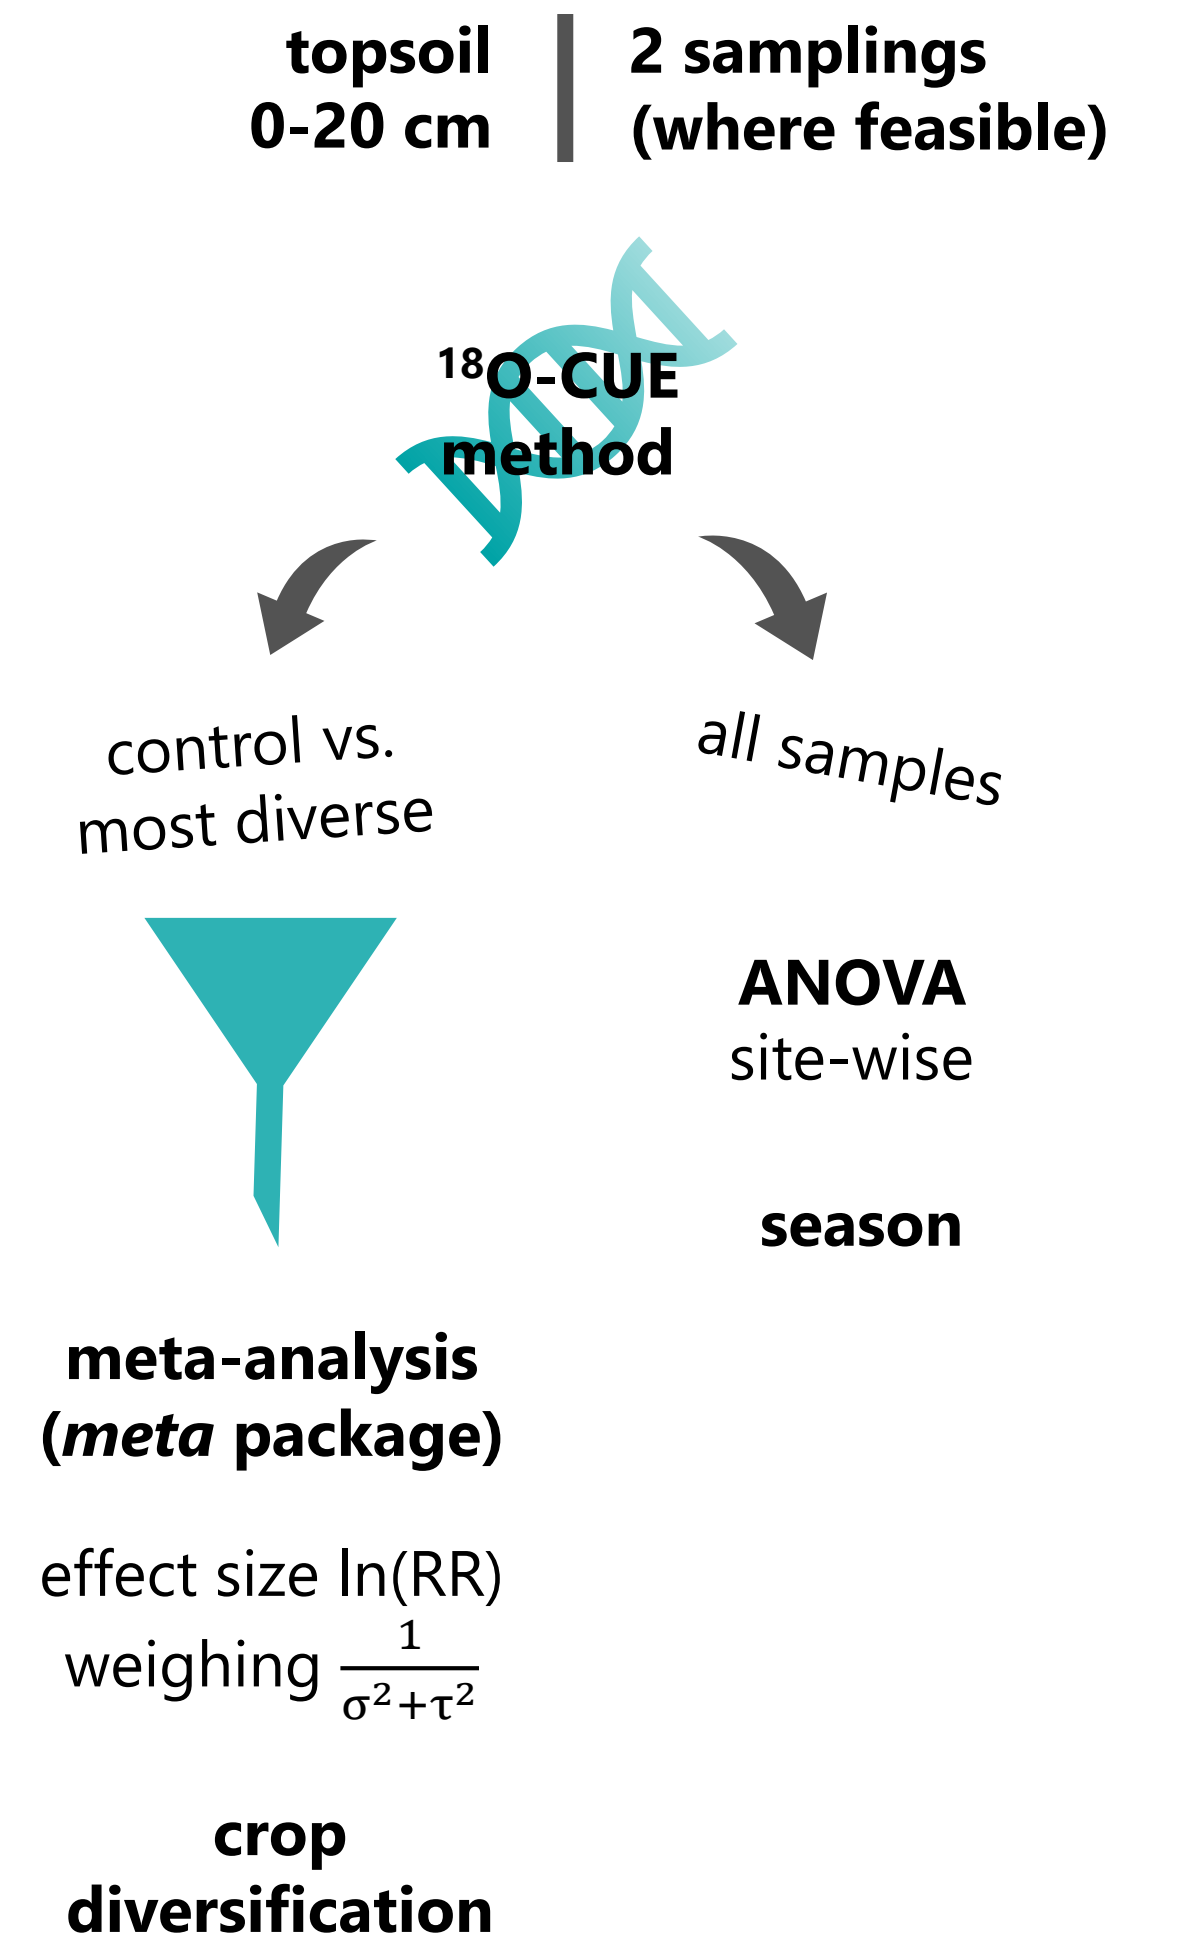 topsoil
0-20 cm
2 samplings
(where feasible)
¹⁸O-CUE
method
control vs.
most diverse
all samples
ANOVA
site-wise
season
meta-analysis
(meta package)
effect size ln(RR)
weighing 1/(σ²+τ²)
crop
diversification